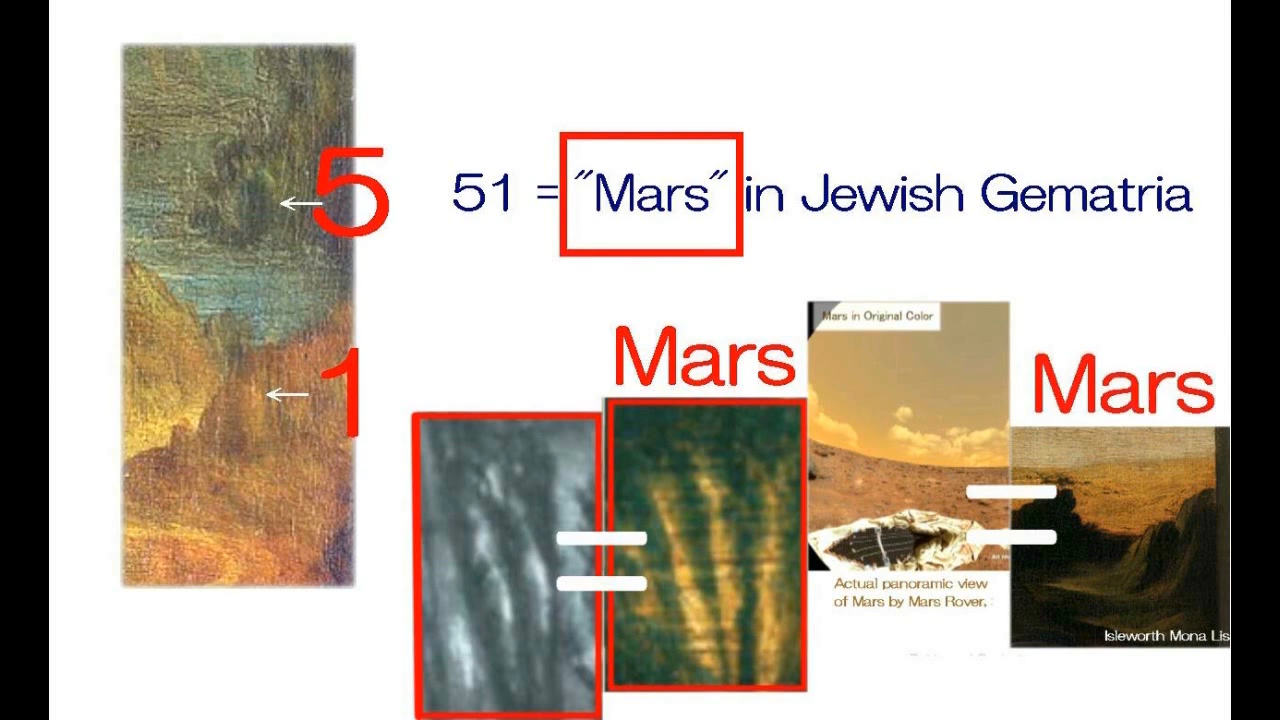 5
51 = "Mars" in Jewish Gematria
Mars in Original Color
Mars
1
Mars
Actual panoramic view
of Mars by Mars Rover,
Isleworth Mona Lis